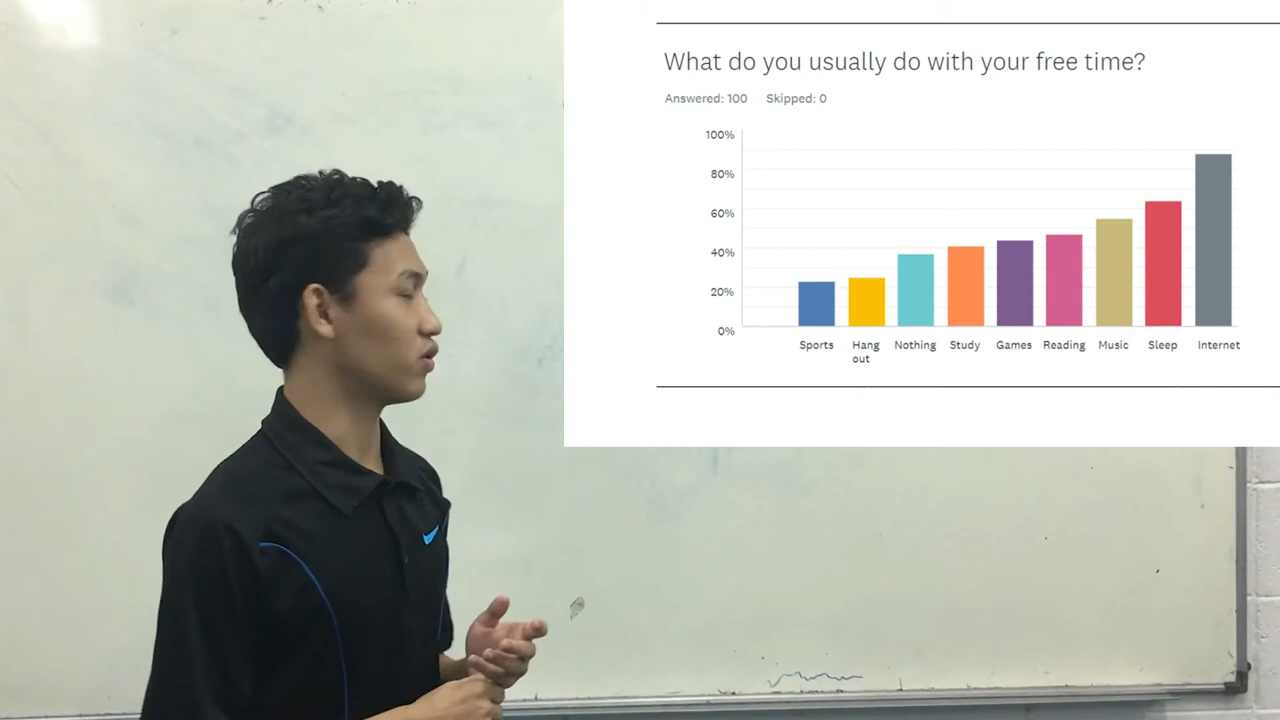 What do you usually do with your free time?
Answered: 100 Skipped: 0
100%
80%
60%
40%
20%
0%
Sports Hang out Nothing Study Games Reading Music Sleep Internet